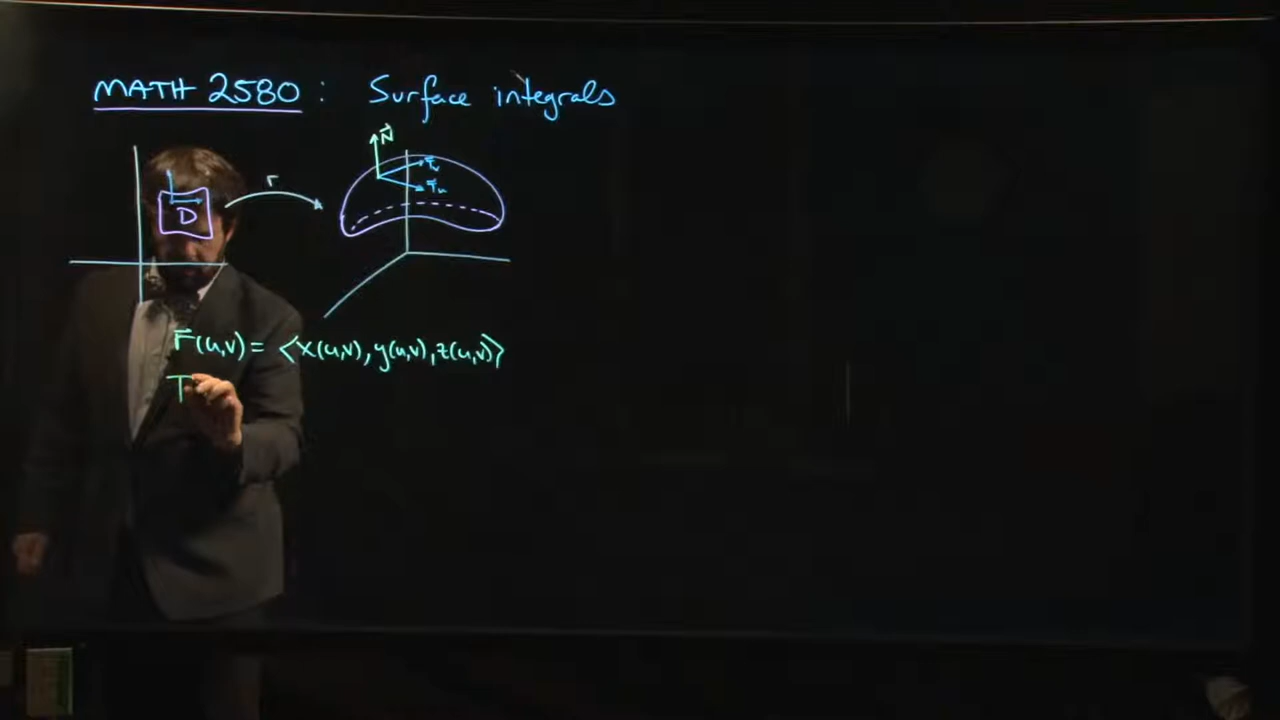 MATH 2580 : Surface integrals
N⃗
T⃗v
r
T⃗u
D
r⃗(u,v) = ⟨x(u,v), y(u,v), z(u,v)⟩
T